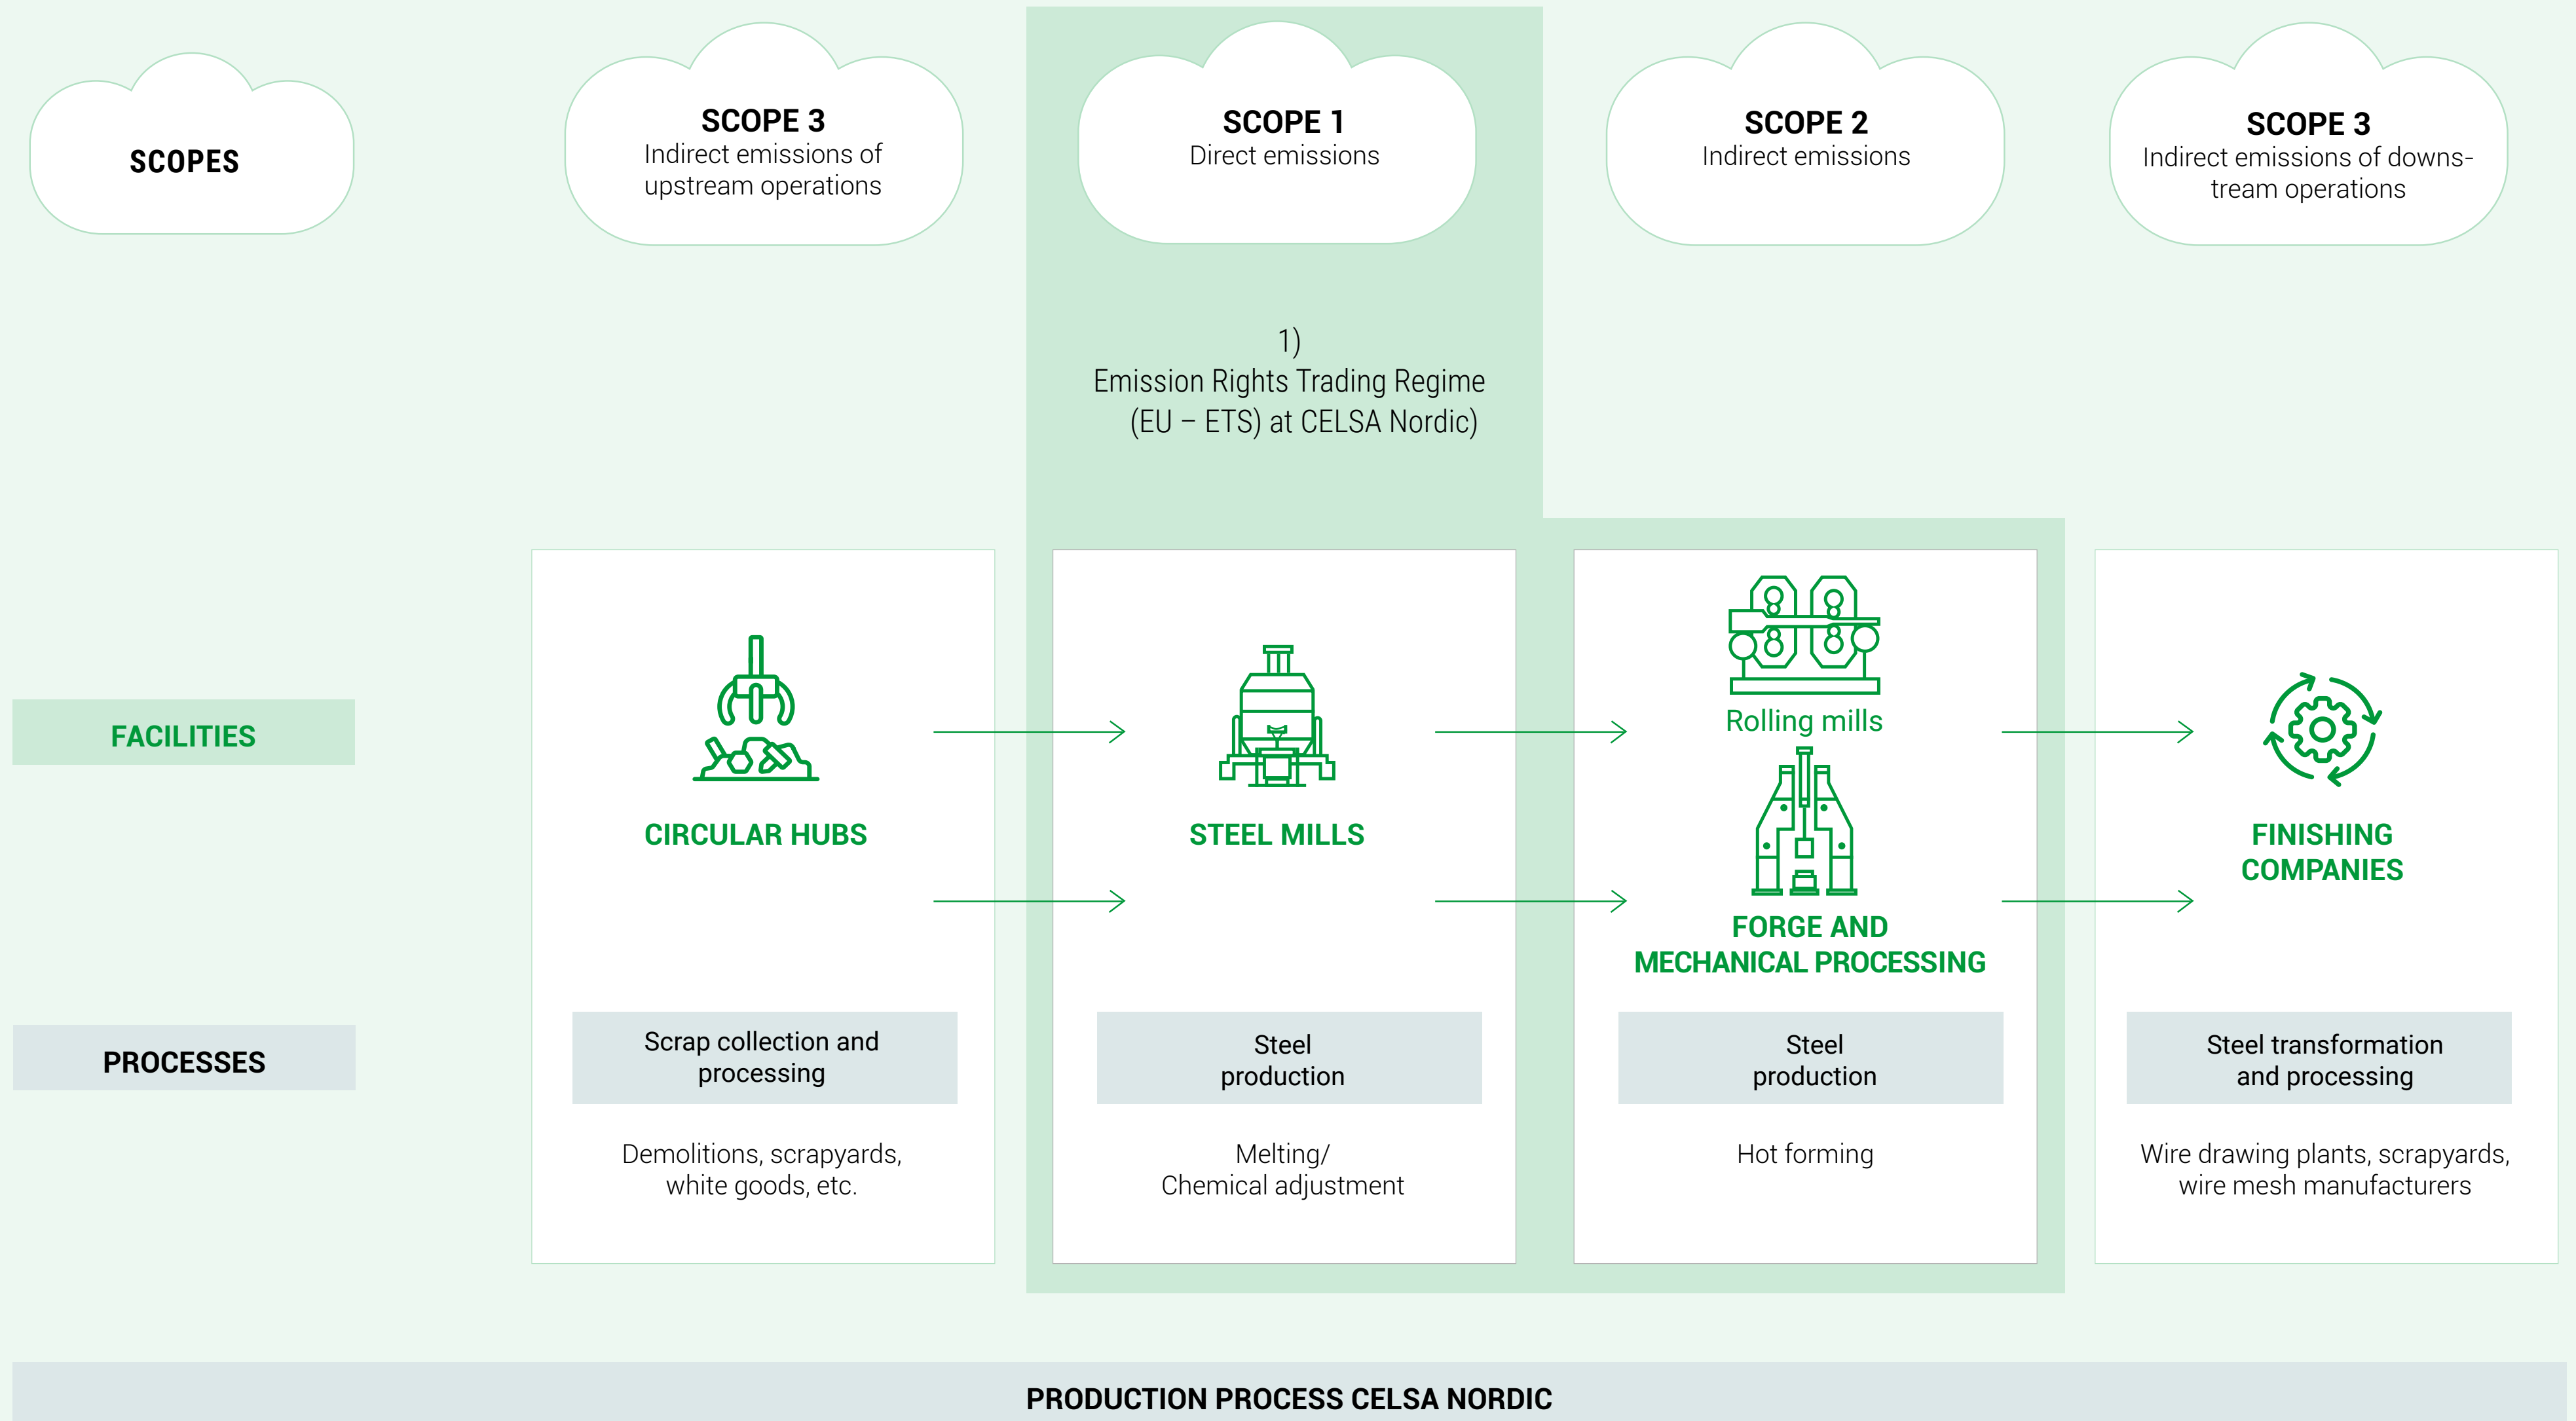 SCOPES
SCOPE 3
Indirect emissions of
upstream operations
SCOPE 1
Direct emissions
SCOPE 2
Indirect emissions
SCOPE 3
Indirect emissions of downs-
tream operations
1)
Emission Rights Trading Regime
(EU – ETS) at CELSA Nordic)
FACILITIES
CIRCULAR HUBS
STEEL MILLS
Rolling mills
FORGE AND
MECHANICAL PROCESSING
FINISHING
COMPANIES
PROCESSES
Scrap collection and
processing
Steel
production
Steel
production
Steel transformation
and processing
Demolitions, scrapyards,
white goods, etc.
Melting/
Chemical adjustment
Hot forming
Wire drawing plants, scrapyards,
wire mesh manufacturers
PRODUCTION PROCESS CELSA NORDIC